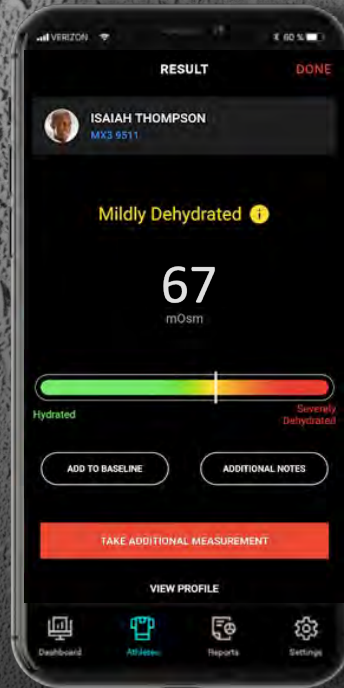 VERIZON
60 %
RESULT
DONE
ISAIAH THOMPSON
MX3 9511
Mildly Dehydrated
67
mOsm
Hydrated
Severely
Dehydrated
ADD TO BASELINE
ADDITIONAL NOTES
TAKE ADDITIONAL MEASUREMENT
VIEW PROFILE
Dashboard
Athletes
Reports
Settings